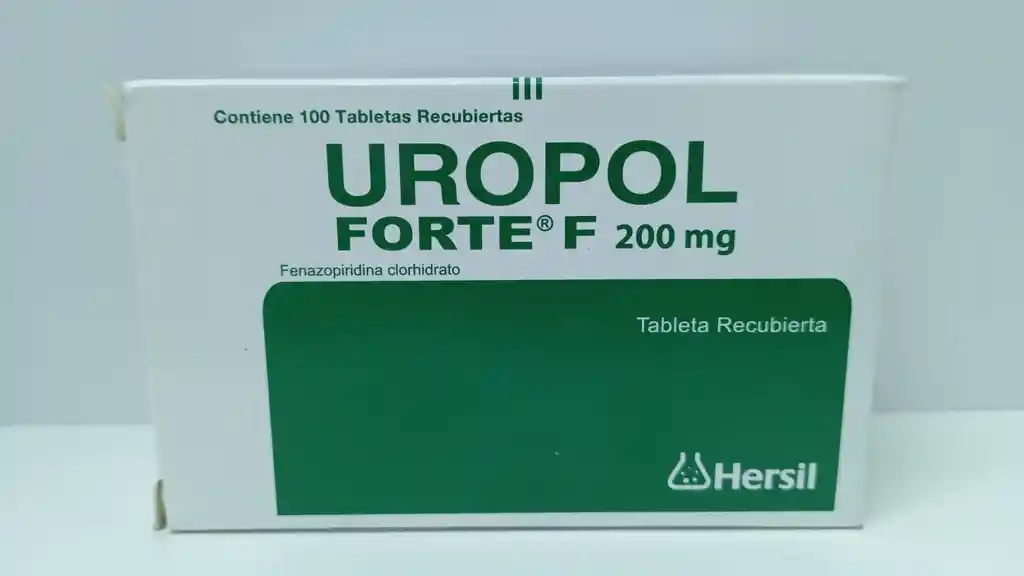 Contiene 100 Tabletas Recubiertas
UROPOL
FORTE® F 200 mg
Fenazopiridina clorhidrato
Tableta Recubierta
Hersil